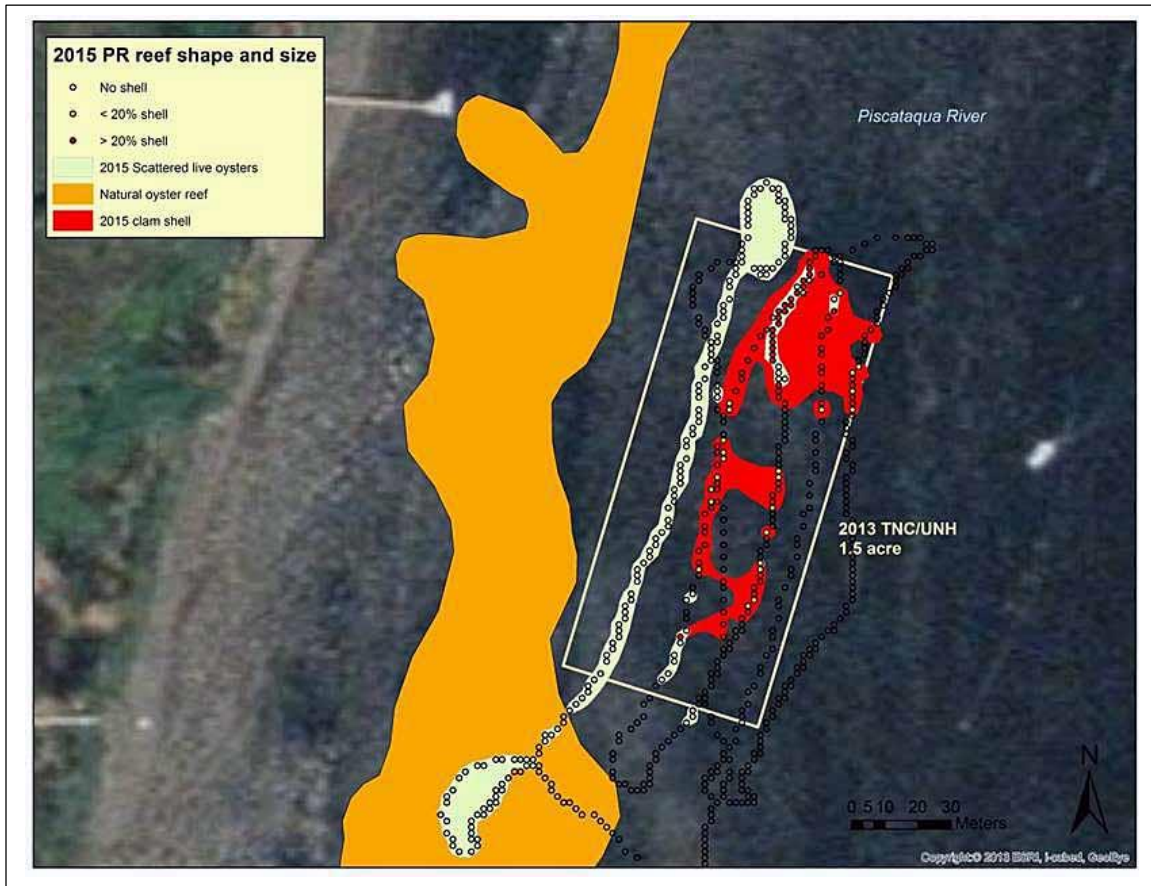 2015 PR reef shape and size
No shell
< 20% shell
> 20% shell
2015 Scattered live oysters
Natural oyster reef
2015 clam shell
Piscataqua River
2013 TNC/UNH
1.5 acre
N
0 5 10 20 30
Meters
Copyright:© 2013 ESRI, i-cubed, GeoEye